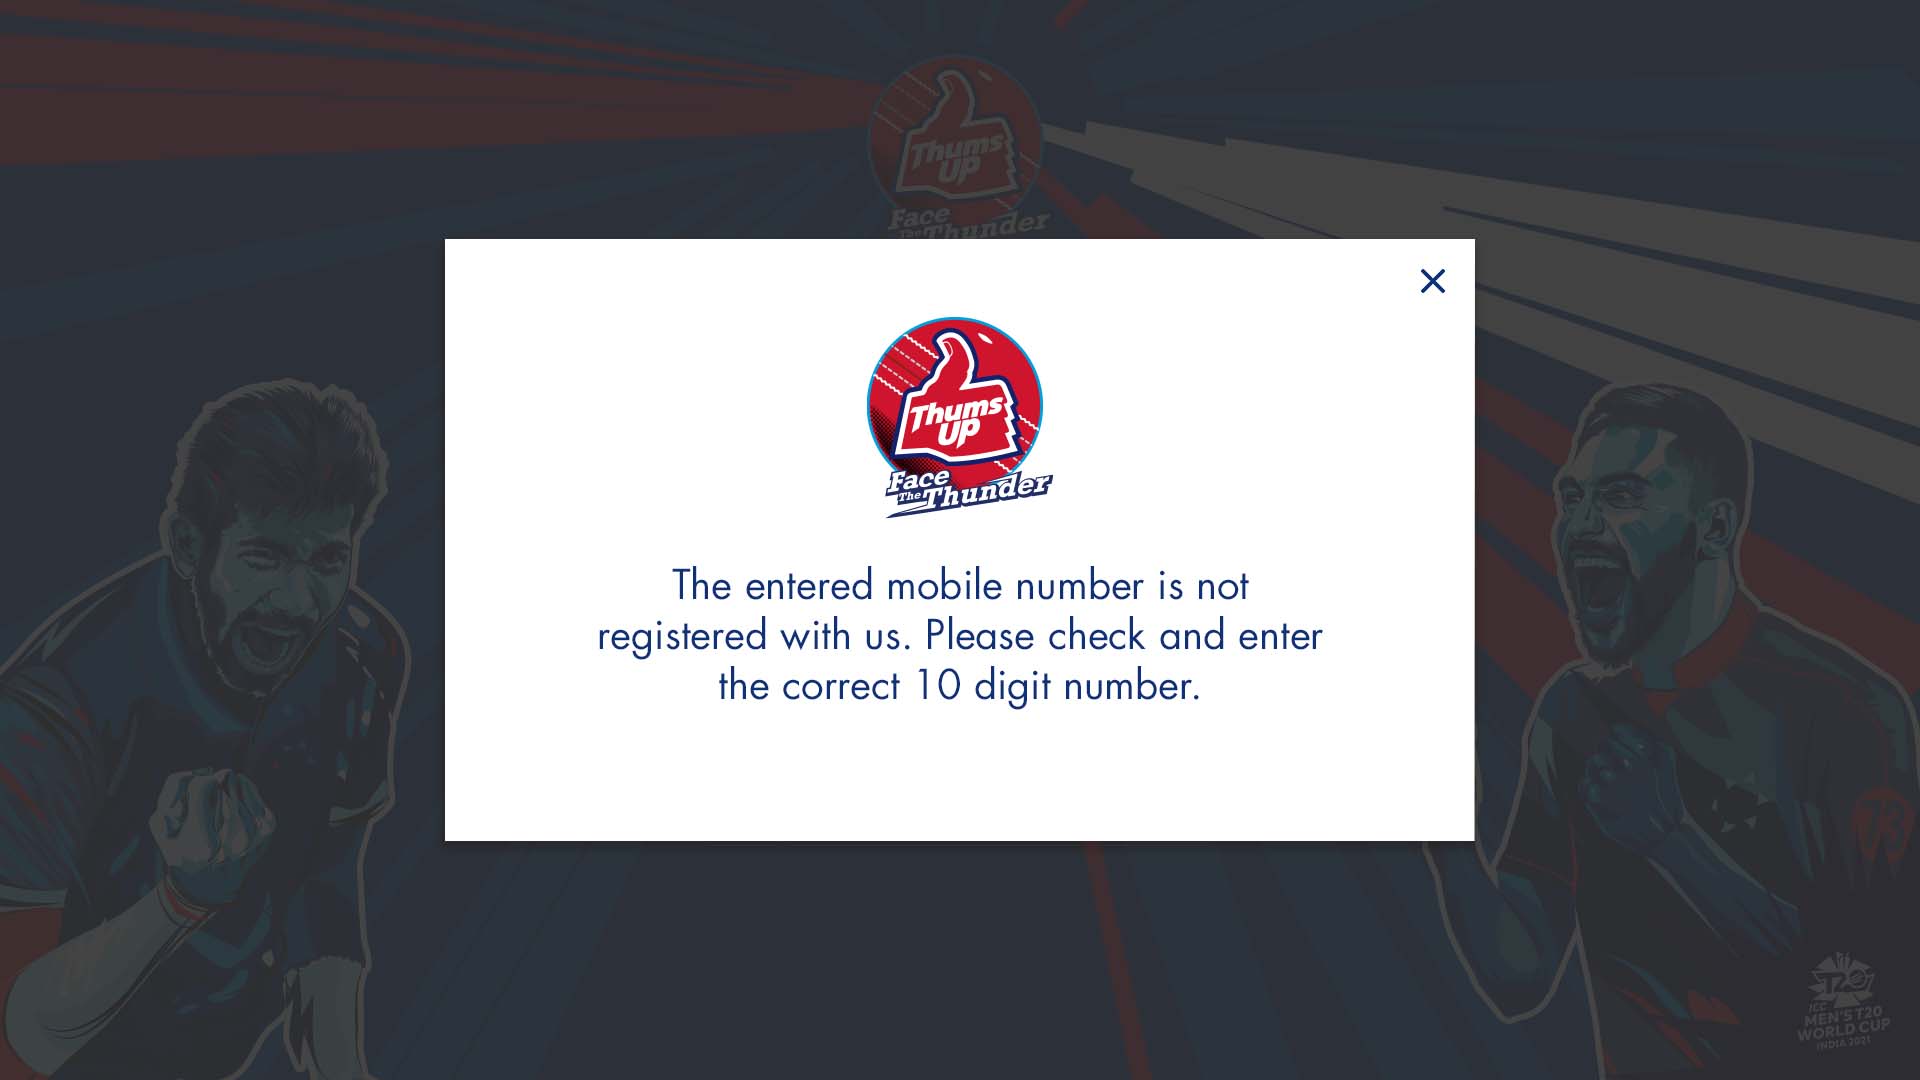 Thums
UP
Face
The Thunder
Thums
UP
Face
The Thunder
The entered mobile number is not
registered with us. Please check and enter
the correct 10 digit number.
T20
ICC
MEN'S T20
WORLD CUP
INDIA 2021